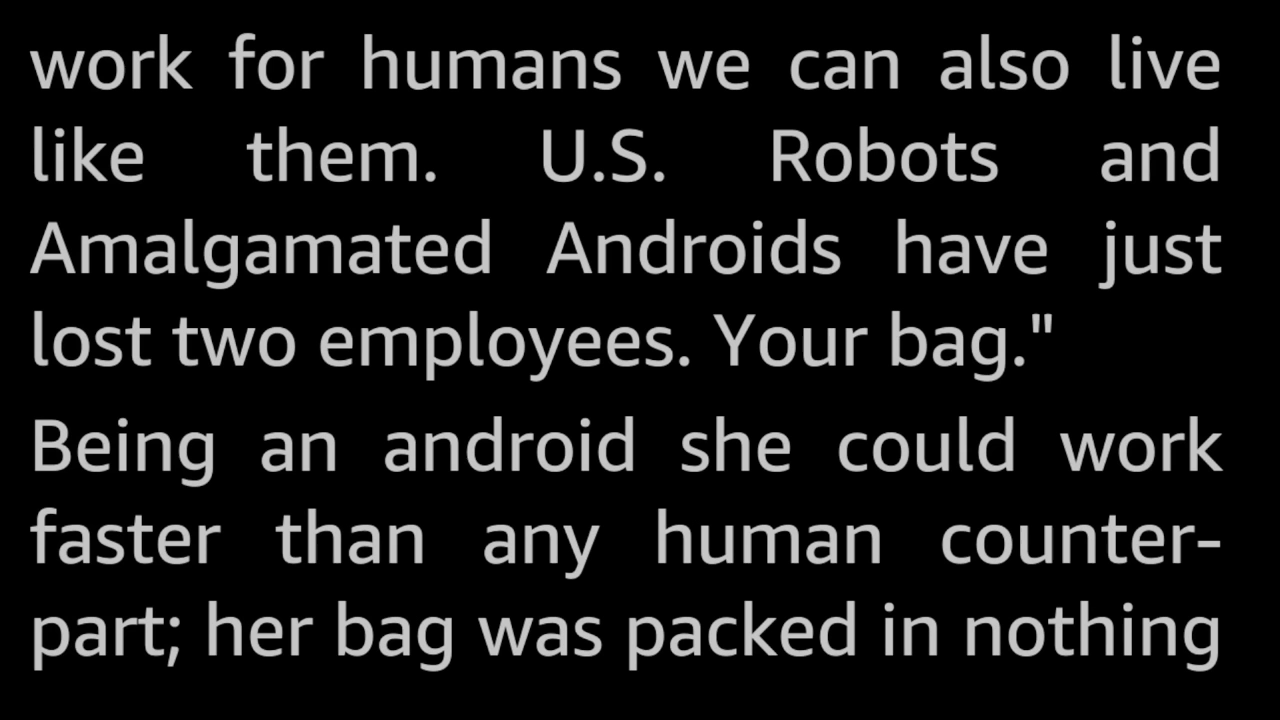 work for humans we can also live
like them. U.S. Robots and
Amalgamated Androids have just
lost two employees. Your bag."
Being an android she could work
faster than any human counter-
part; her bag was packed in nothing